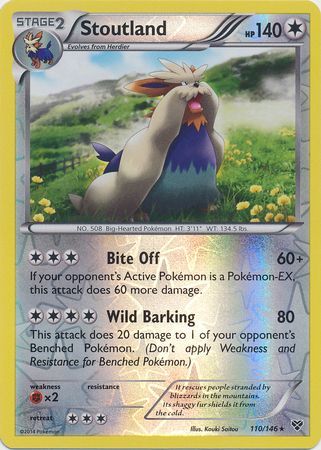 STAGE2
Stoutland
HP140
Evolves from Herdier
NO. 508 Big-Hearted Pokémon HT: 3'11" WT: 134.5 lbs
Bite Off 60+
If your opponent's Active Pokémon is a Pokémon-EX,
this attack does 60 more damage.
Wild Barking 80
This attack does 20 damage to 1 of your opponent's
Benched Pokémon. (Don't apply Weakness and
Resistance for Benched Pokémon.)
weakness resistance
×2
retreat
It rescues people stranded by
blizzards in the mountains.
Its shaggy fur shields it from
the cold.
©2014 Pokémon
Illus. Kouki Saitou
110/146★
XY